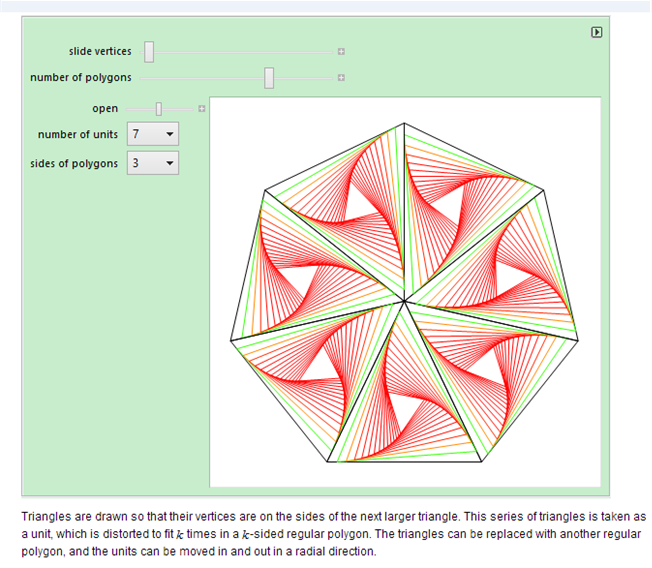 slide vertices
number of polygons
open
number of units 7
sides of polygons 3
Triangles are drawn so that their vertices are on the sides of the next larger triangle. This series of triangles is taken as
a unit, which is distorted to fit k times in a k-sided regular polygon. The triangles can be replaced with another regular
polygon, and the units can be moved in and out in a radial direction.